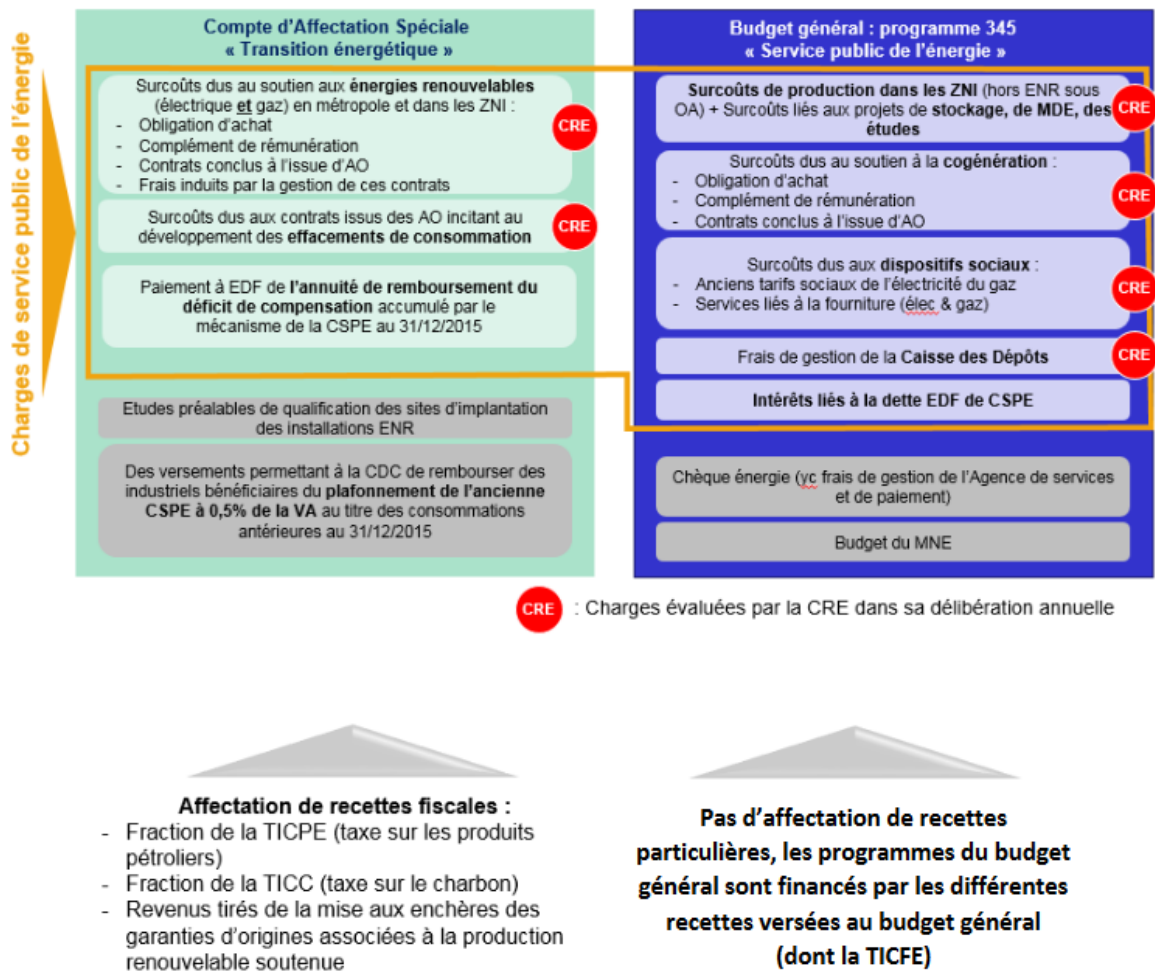 Charges de service public de l'énergie
Compte d'Affectation Spéciale
« Transition énergétique »
Surcoûts dus au soutien aux énergies renouvelables
(électrique et gaz) en métropole et dans les ZNI :
- Obligation d'achat
- Complément de rémunération
- Contrats conclus à l'issue d'AO
- Frais induits par la gestion de ces contrats
CRE
Surcoûts dus aux contrats issus des AO incitant au
développement des effacements de consommation
CRE
Paiement à EDF de l'annuité de remboursement du
déficit de compensation accumulé par le
mécanisme de la CSPE au 31/12/2015
Etudes préalables de qualification des sites d'implantation
des installations ENR
Des versements permettant à la CDC de rembourser des
industriels bénéficiaires du plafonnement de l'ancienne
CSPE à 0,5% de la VA au titre des consommations
antérieures au 31/12/2015
Budget général : programme 345
« Service public de l'énergie »
Surcoûts de production dans les ZNI (hors ENR sous
OA) + Surcoûts liés aux projets de stockage, de MDE, des
études
CRE
Surcoûts dus au soutien à la cogénération :
- Obligation d'achat
- Complément de rémunération
- Contrats conclus à l'issue d'AO
CRE
Surcoûts dus aux dispositifs sociaux :
- Anciens tarifs sociaux de l'électricité du gaz
- Services liés à la fourniture (élec & gaz)
CRE
Frais de gestion de la Caisse des Dépôts
CRE
Intérêts liés à la dette EDF de CSPE
Chèque énergie (yc frais de gestion de l'Agence de services
et de paiement)
Budget du MNE
CRE : Charges évaluées par la CRE dans sa délibération annuelle
Affectation de recettes fiscales :
- Fraction de la TICPE (taxe sur les produits
pétroliers)
- Fraction de la TICC (taxe sur le charbon)
- Revenus tirés de la mise aux enchères des
garanties d'origines associées à la production
renouvelable soutenue
Pas d'affectation de recettes
particulières, les programmes du budget
général sont financés par les différentes
recettes versées au budget général
(dont la TICFE)